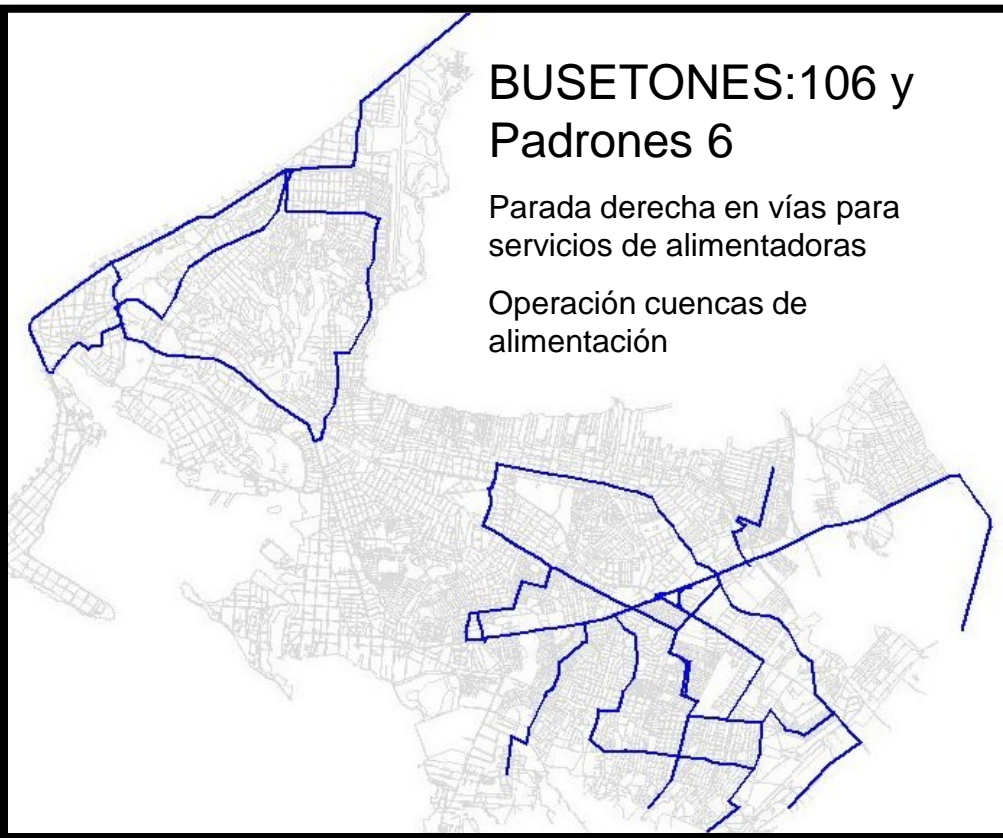 BUSETONES:106 y
Padrones 6
Parada derecha en vías para
servicios de alimentadoras
Operación cuencas de
alimentación